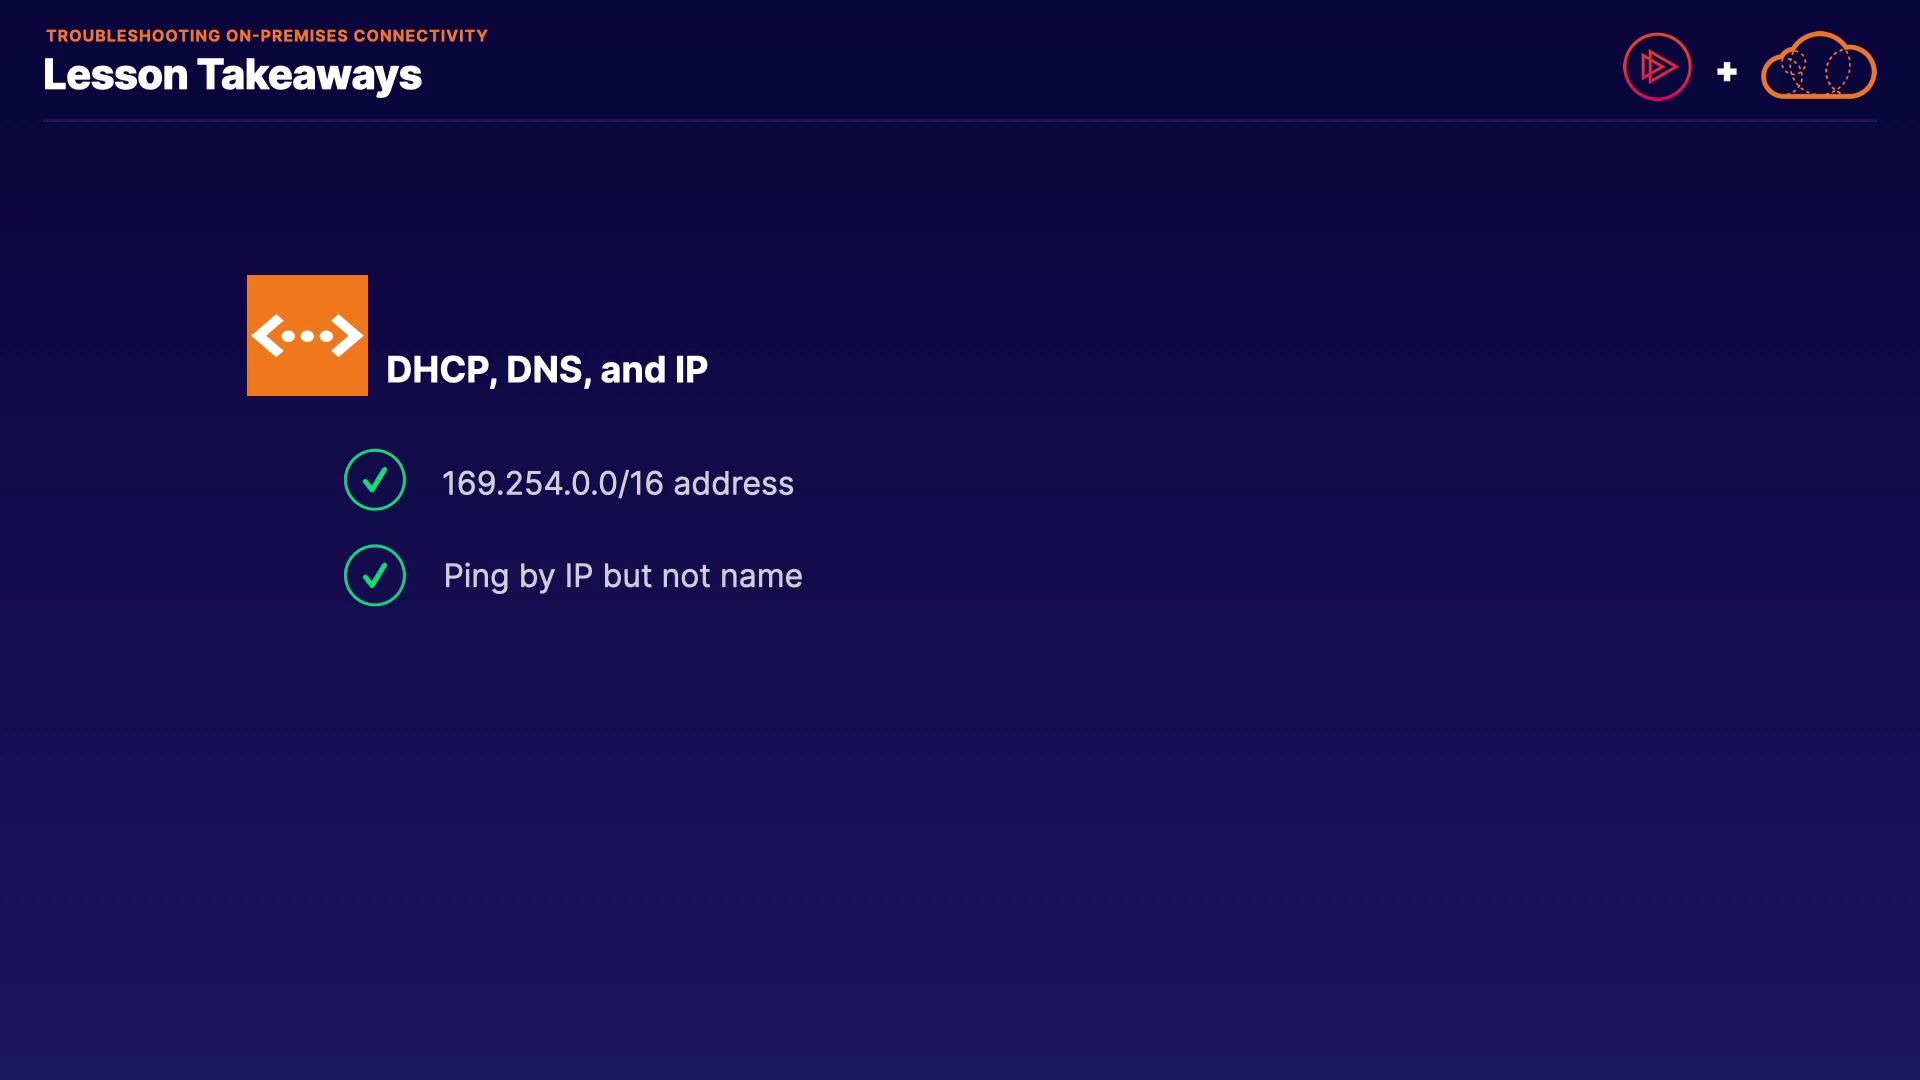 TROUBLESHOOTING ON-PREMISES CONNECTIVITY
Lesson Takeaways
DHCP, DNS, and IP
169.254.0.0/16 address
Ping by IP but not name